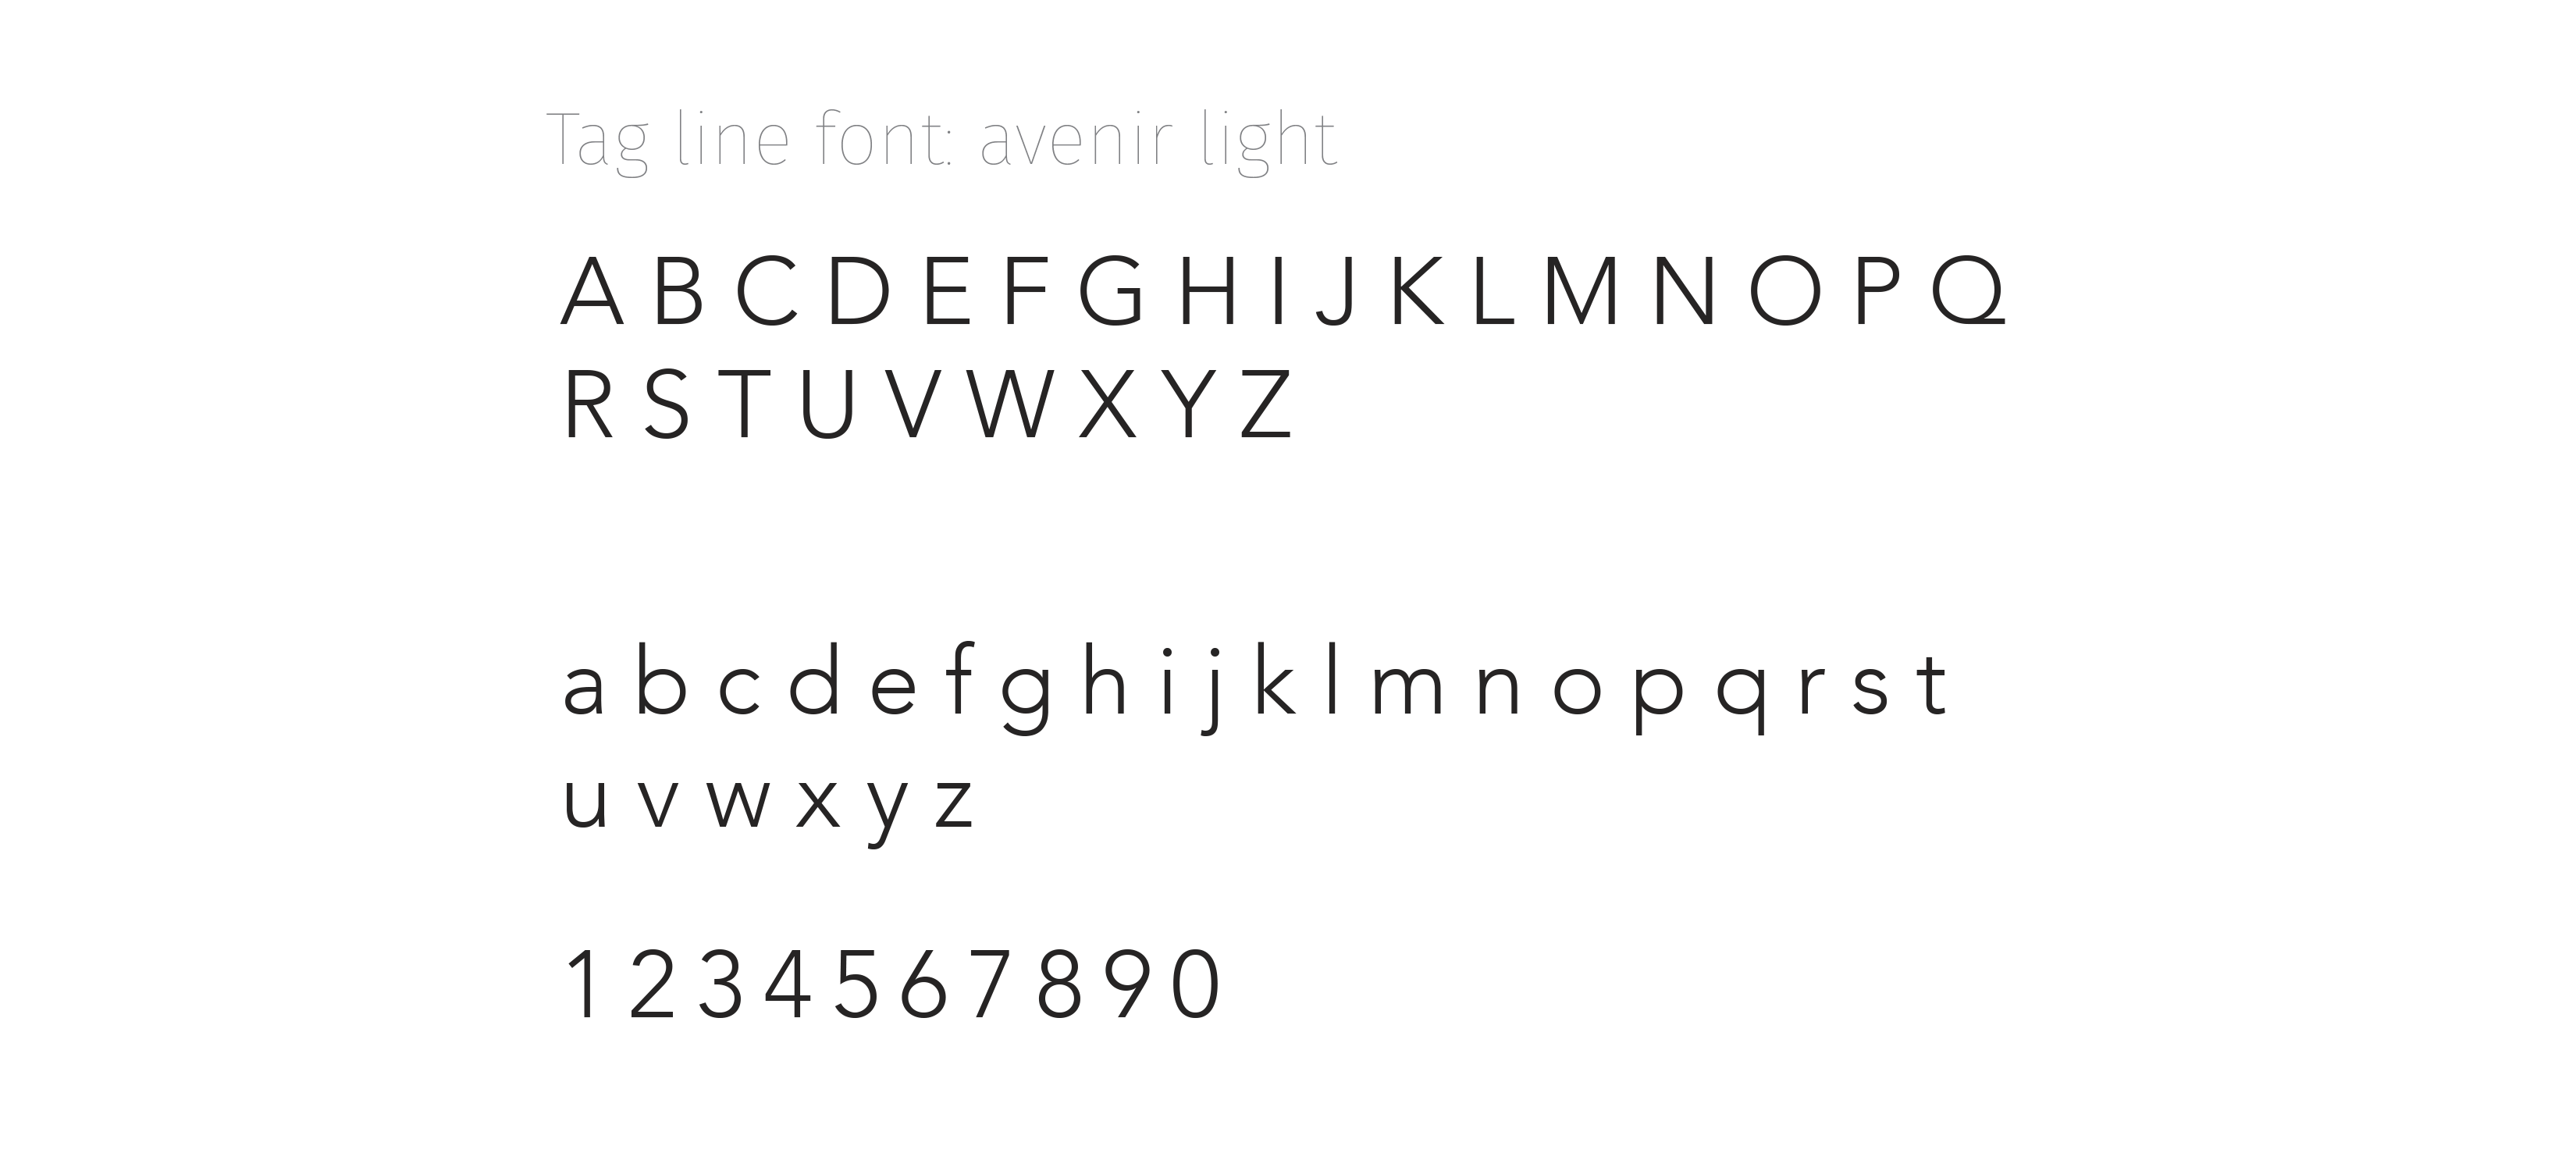 Tag line font: avenir light
A B C D E F G H I J K L M N O P Q
R S T U V W X Y Z
a b c d e f g h i j k l m n o p q r s t
u v w x y z
1 2 3 4 5 6 7 8 9 0